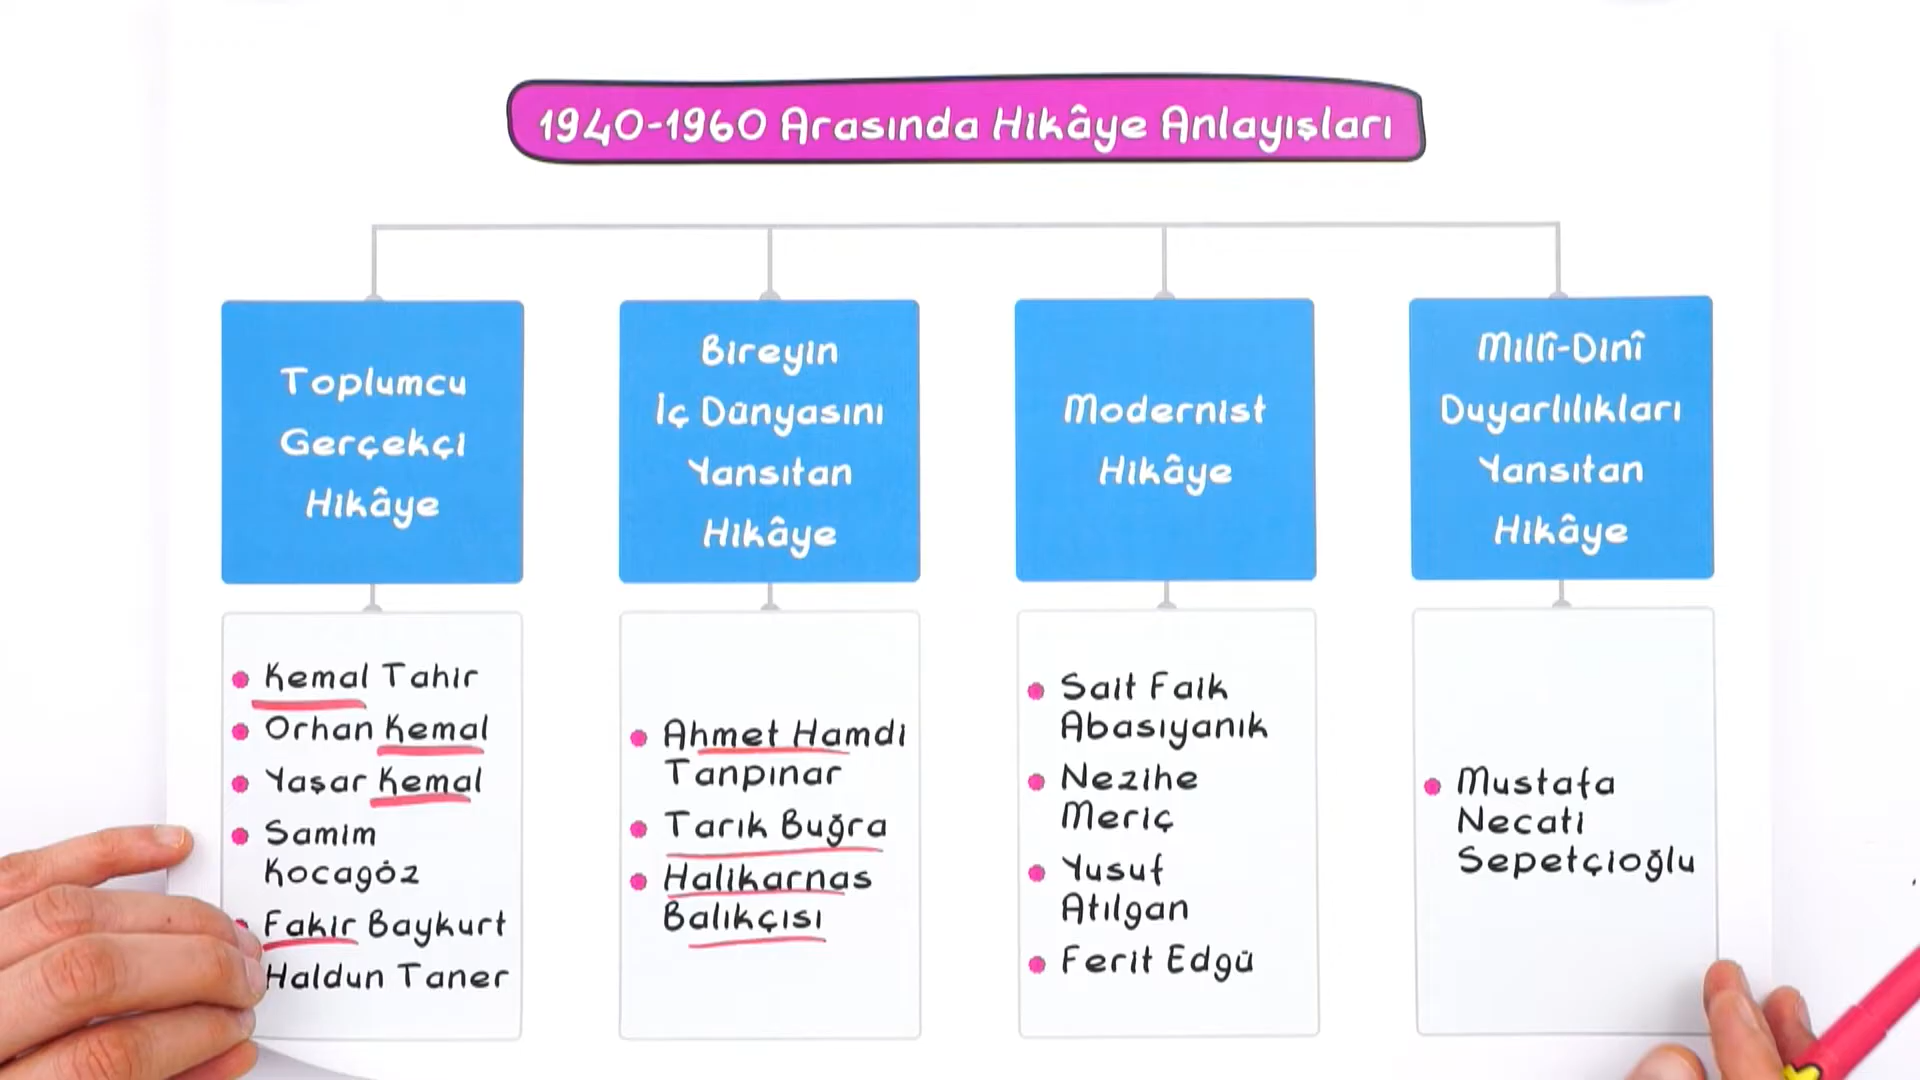 1940-1960 Arasında Hikâye Anlayışları
Toplumcu
Gerçekçi
Hikâye
Bireyin
İç Dünyasını
Yansıtan
Hikâye
Modernist
Hikâye
Millî-Dinî
Duyarlılıkları
Yansıtan
Hikâye
Kemal Tahir
Orhan Kemal
Yaşar Kemal
Samim
Kocagöz
Fakir Baykurt
Haldun Taner
Ahmet Hamdi
Tanpınar
Tarık Buğra
Halikarnas
Balıkçısı
Sait Faik
Abasıyanık
Nezihe
Meriç
Yusuf
Atılgan
Ferit Edgü
Mustafa
Necati
Sepetçioğlu